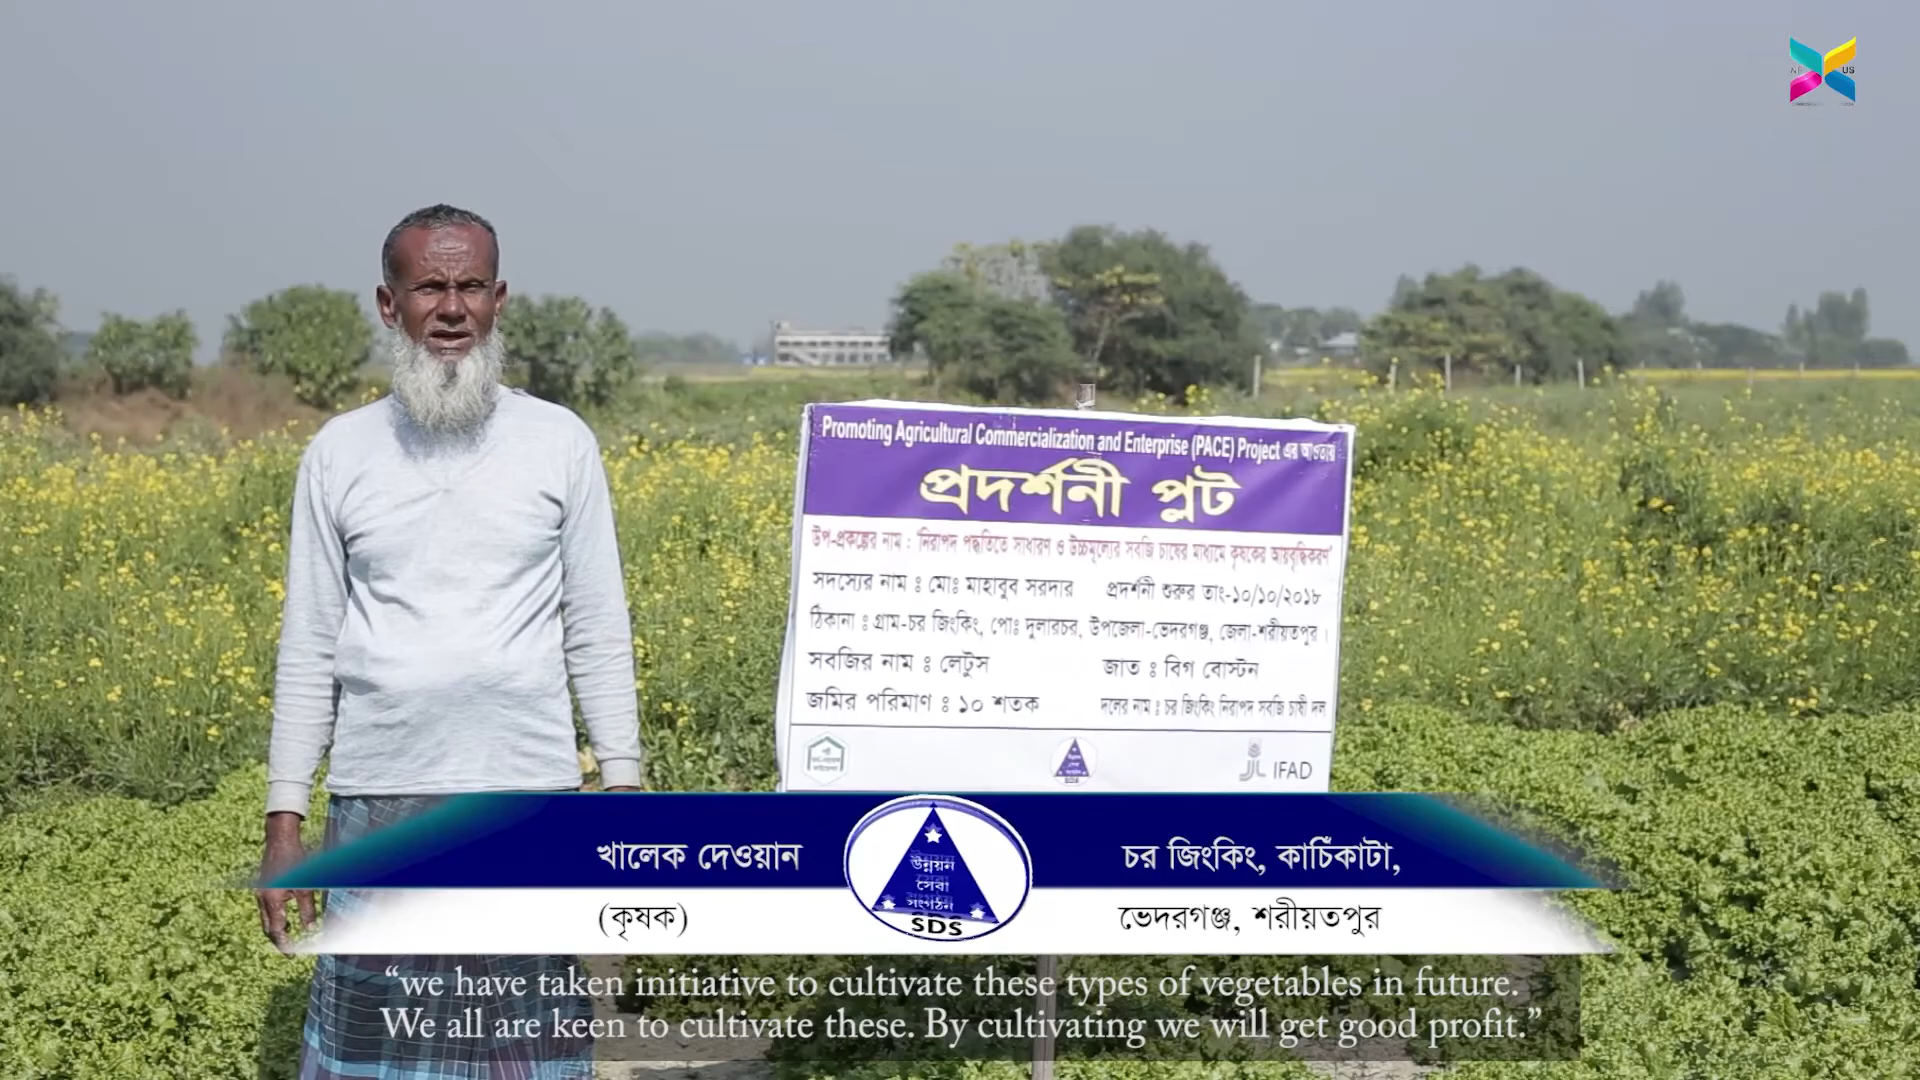 NE US
Promoting Agricultural Commercialization and Enterprise (PACE) Project এর আওতায়
প্রদর্শনী প্লট
উপ-প্রকল্পের নাম : 'নিরাপদ পদ্ধতিতে সাধারণ ও উচ্চমূল্যের সবজি চাষের মাধ্যমে কৃষকের আয়বৃদ্ধিকরণ'
সদস্যের নাম ঃ মোঃ মাহাবুব সরদার প্রদর্শনী শুরুর তাং-১০/১০/২০১৮
ঠিকানা ঃ গ্রাম-চর জিংকিং, পোঃ দুলারচর, উপজেলা-ভেদরগঞ্জ, জেলা-শরীয়তপুর।
সবজির নাম ঃ লেটুস জাত ঃ বিগ বোস্টন
জমির পরিমাণ ঃ ১০ শতক দলের নাম ঃ চর জিংকিং নিরাপদ সবজি চাষী দল
SDS IFAD
খালেক দেওয়ান
(কৃষক)
উন্নয়ন
সেবা
সংগঠন
SDS
চর জিংকিং, কাচিঁকাটা,
ভেদরগঞ্জ, শরীয়তপুর
“we have taken initiative to cultivate these types of vegetables in future.
We all are keen to cultivate these. By cultivating we will get good profit.”